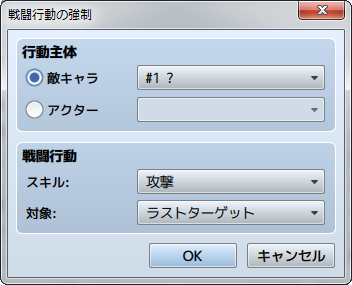 戦闘行動の強制
行動主体
敵キャラ #1 ?
アクター
戦闘行動
スキル: 攻撃
対象: ラストターゲット
OK キャンセル